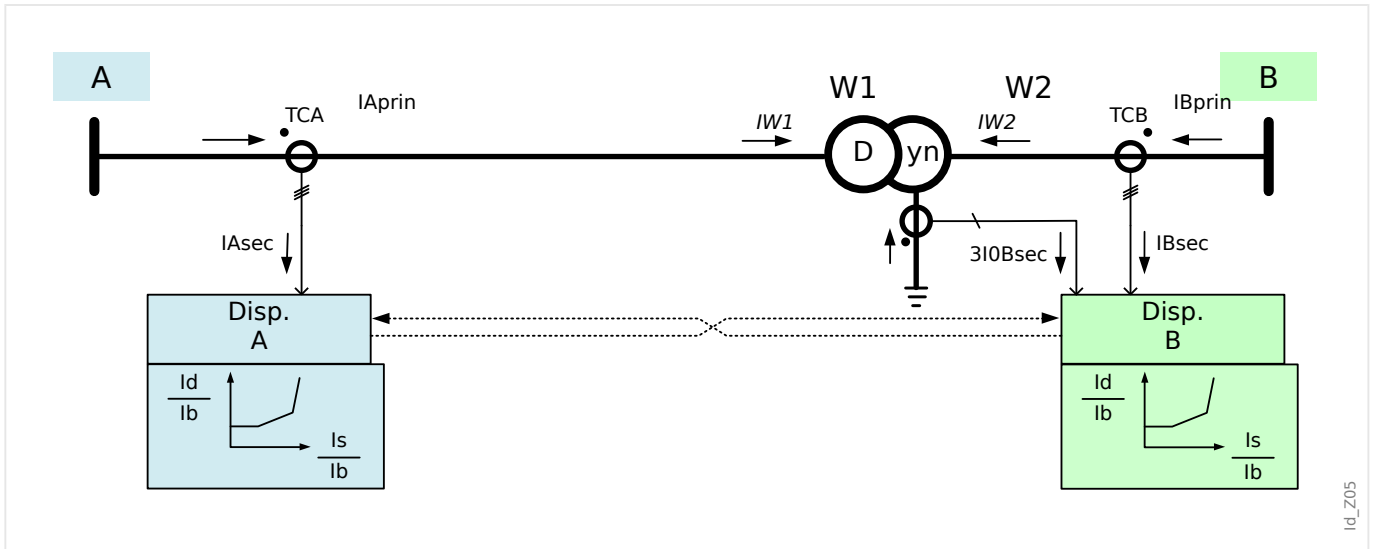 A
B
W1
W2
IAprin
IBprin
TCA
IW1
IW2
TCB
D
yn
IAsec
3I0Bsec
IBsec
Disp.
A
Disp.
B
Id
Ib
Is
Ib
Id
Ib
Is
Ib
Id_Z05